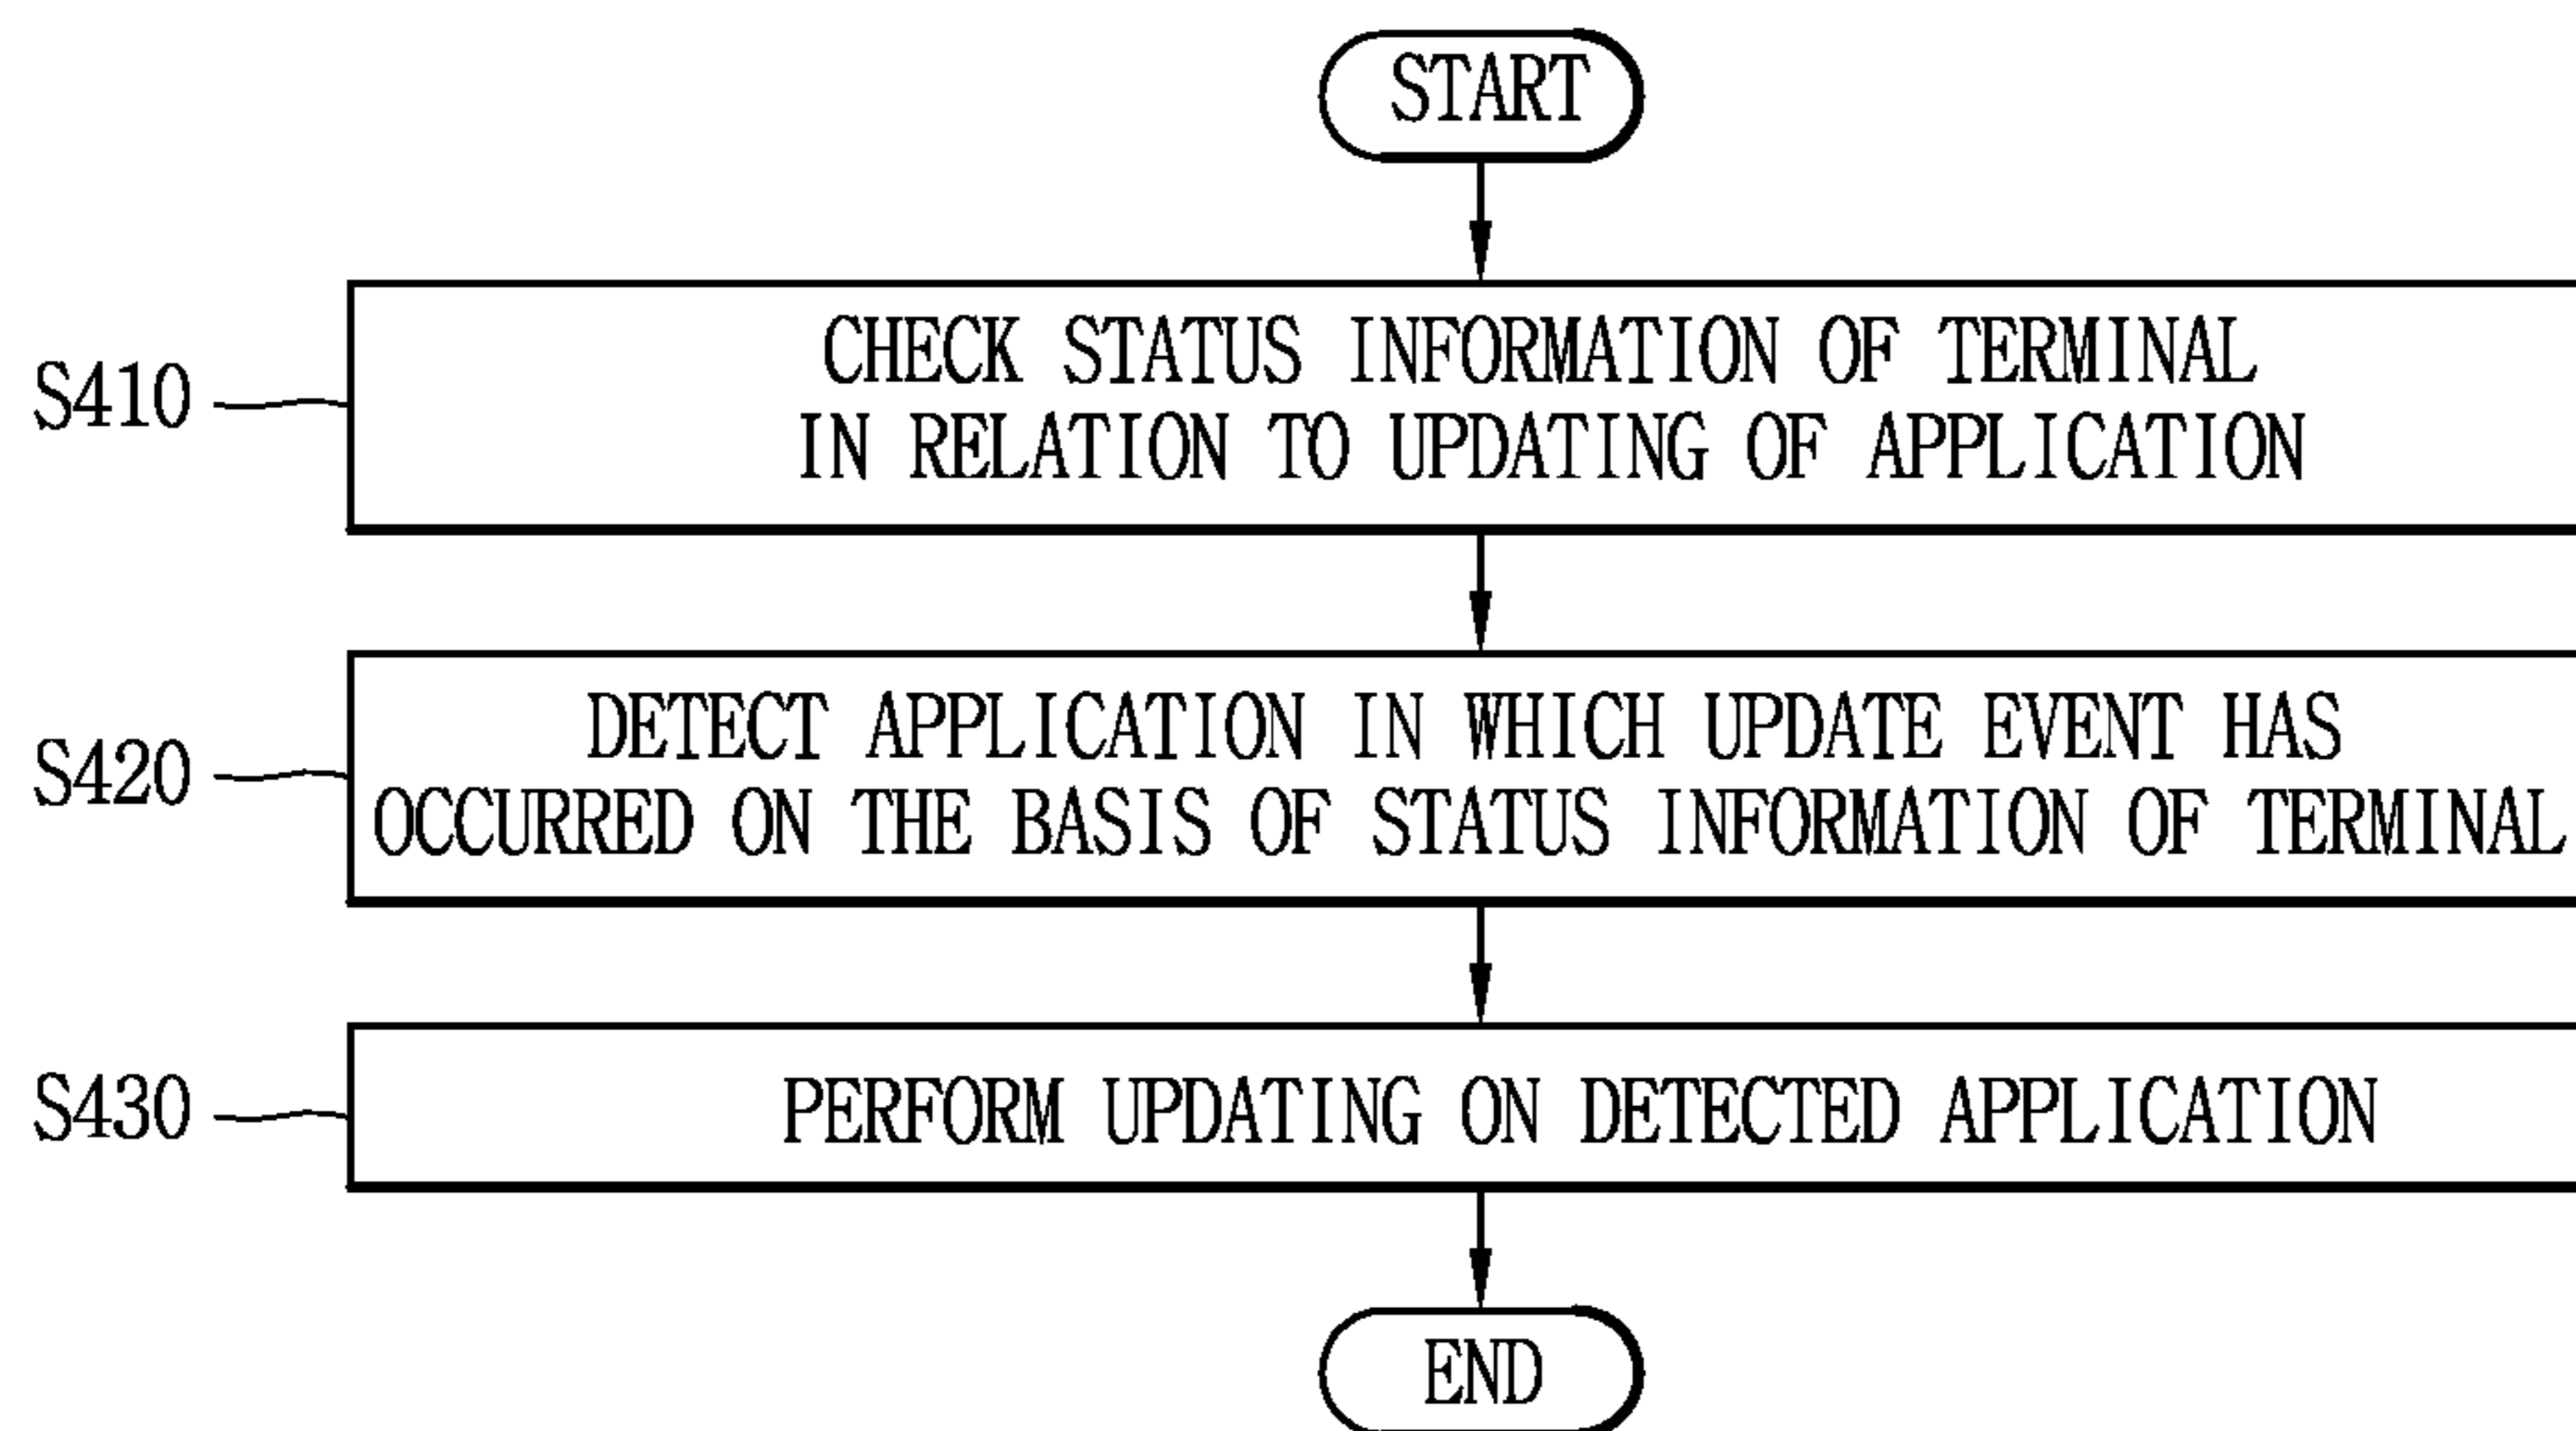 START
S410
CHECK STATUS INFORMATION OF TERMINAL
IN RELATION TO UPDATING OF APPLICATION
S420
DETECT APPLICATION IN WHICH UPDATE EVENT HAS
OCCURRED ON THE BASIS OF STATUS INFORMATION OF TERMINAL
S430
PERFORM UPDATING ON DETECTED APPLICATION
END